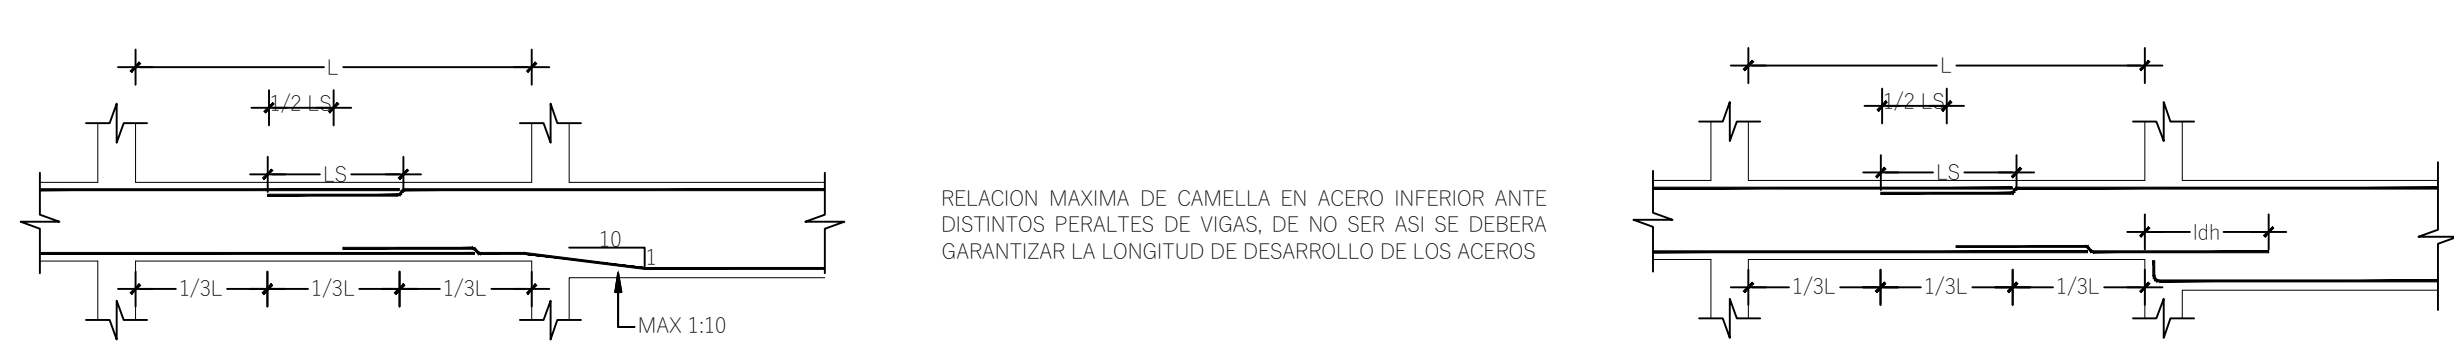 L
1/2 LS
LS
10
1
1/3L 1/3L 1/3L
MAX 1:10
RELACION MAXIMA DE CAMELLA EN ACERO INFERIOR ANTE
DISTINTOS PERALTES DE VIGAS, DE NO SER ASI SE DEBERA
GARANTIZAR LA LONGITUD DE DESARROLLO DE LOS ACEROS
L
1/2 LS
LS
ldh
1/3L 1/3L 1/3L